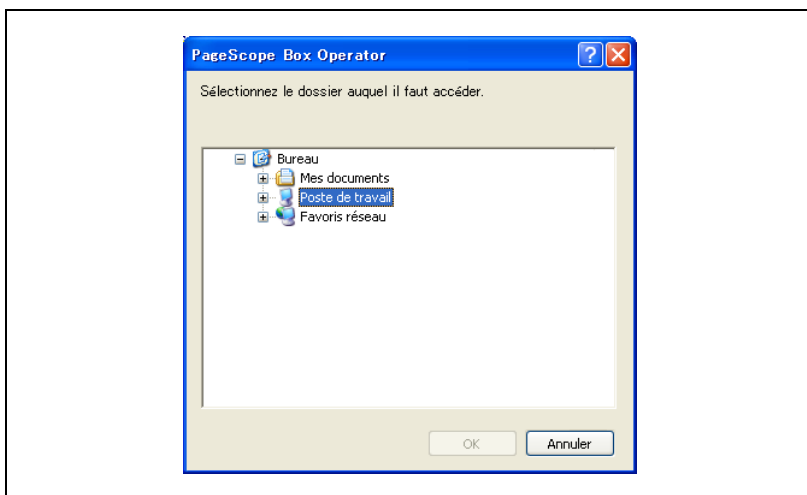 PageScope Box Operator
Sélectionnez le dossier auquel il faut accéder.
Bureau
Mes documents
Poste de travail
Favoris réseau
OK
Annuler